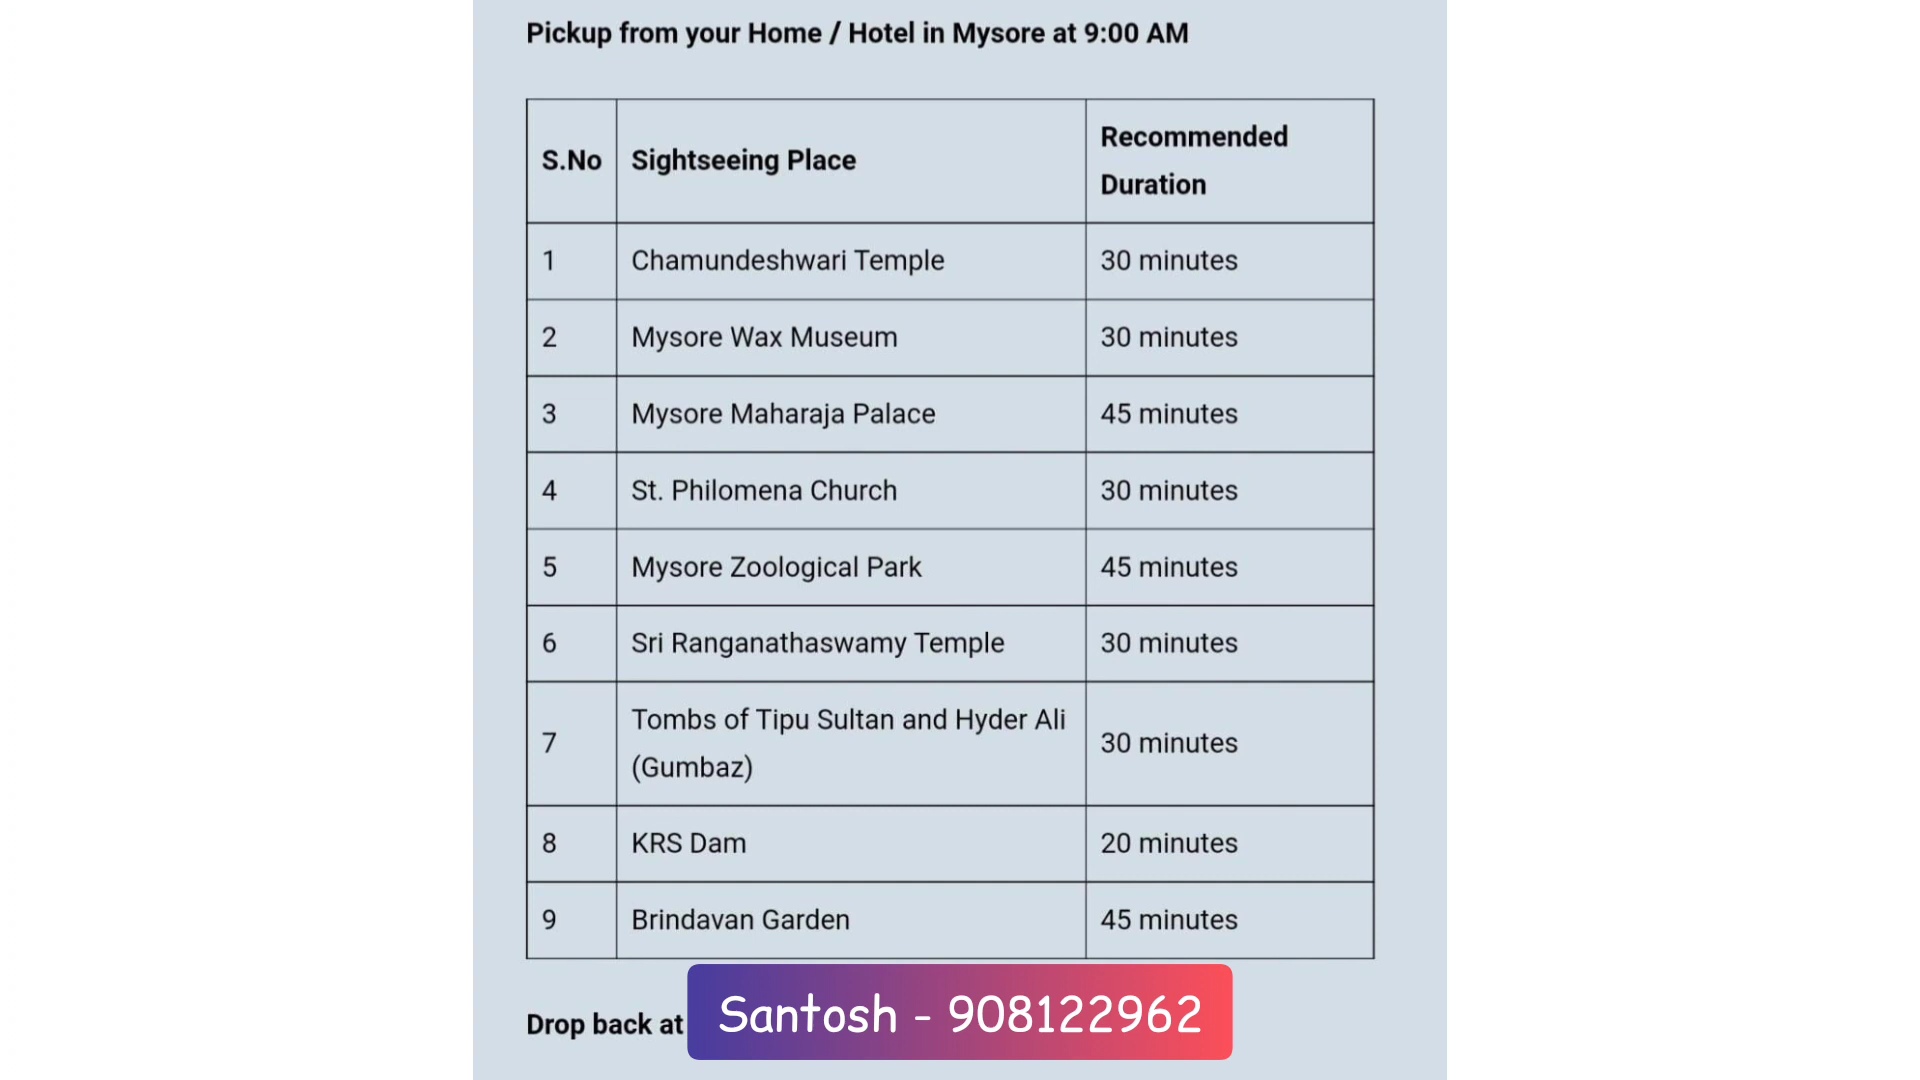 Pickup from your Home / Hotel in Mysore at 9:00 AM
S.No Sightseeing Place Recommended Duration
1 Chamundeshwari Temple 30 minutes
2 Mysore Wax Museum 30 minutes
3 Mysore Maharaja Palace 45 minutes
4 St. Philomena Church 30 minutes
5 Mysore Zoological Park 45 minutes
6 Sri Ranganathaswamy Temple 30 minutes
7 Tombs of Tipu Sultan and Hyder Ali (Gumbaz) 30 minutes
8 KRS Dam 20 minutes
9 Brindavan Garden 45 minutes
Drop back at
Santosh - 908122962